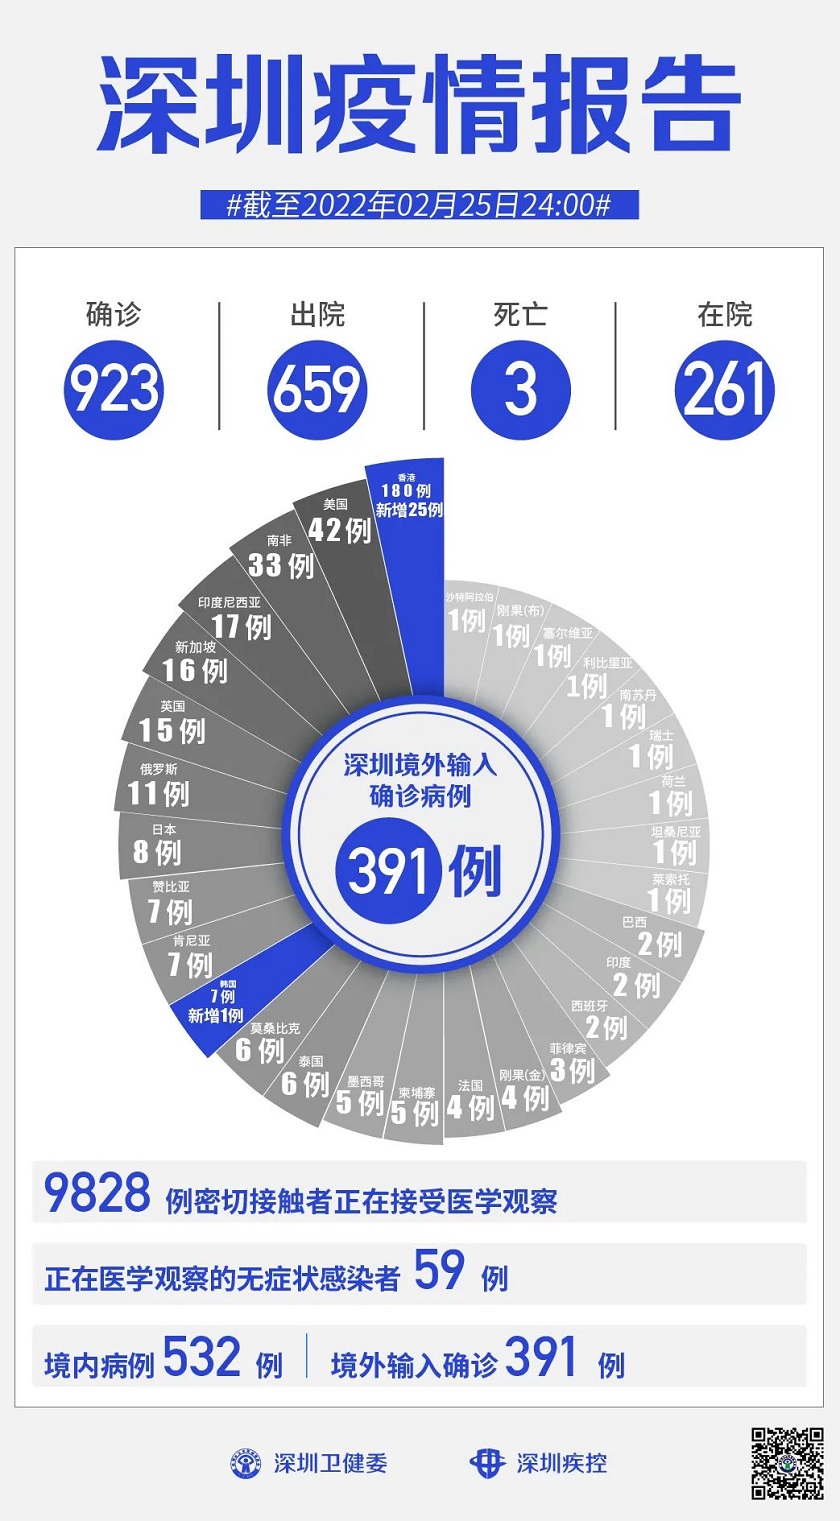 深圳疫情报告
#截至2022年02月25日24:00#
确诊
923
出院
659
死亡
3
在院
261
香港
180例
新增25例
美国
42例
南非
33例
印度尼西亚
17例
新加坡
16例
英国
15例
俄罗斯
11例
日本
8例
赞比亚
7例
肯尼亚
7例
韩国
7例
新增1例
莫桑比克
6例
泰国
6例
墨西哥
5例
柬埔寨
5例
法国
4例
刚果(金)
4例
菲律宾
3例
西班牙
2例
印度
2例
巴西
2例
莱索托
1例
坦桑尼亚
1例
荷兰
1例
瑞士
1例
南苏丹
1例
利比里亚
1例
塞尔维亚
1例
刚果(布)
1例
沙特阿拉伯
1例
深圳境外输入
确诊病例
391例
9828 例密切接触者正在接受医学观察
正在医学观察的无症状感染者 59 例
境内病例 532 例 境外输入确诊 391 例
深圳卫健委 深圳疾控